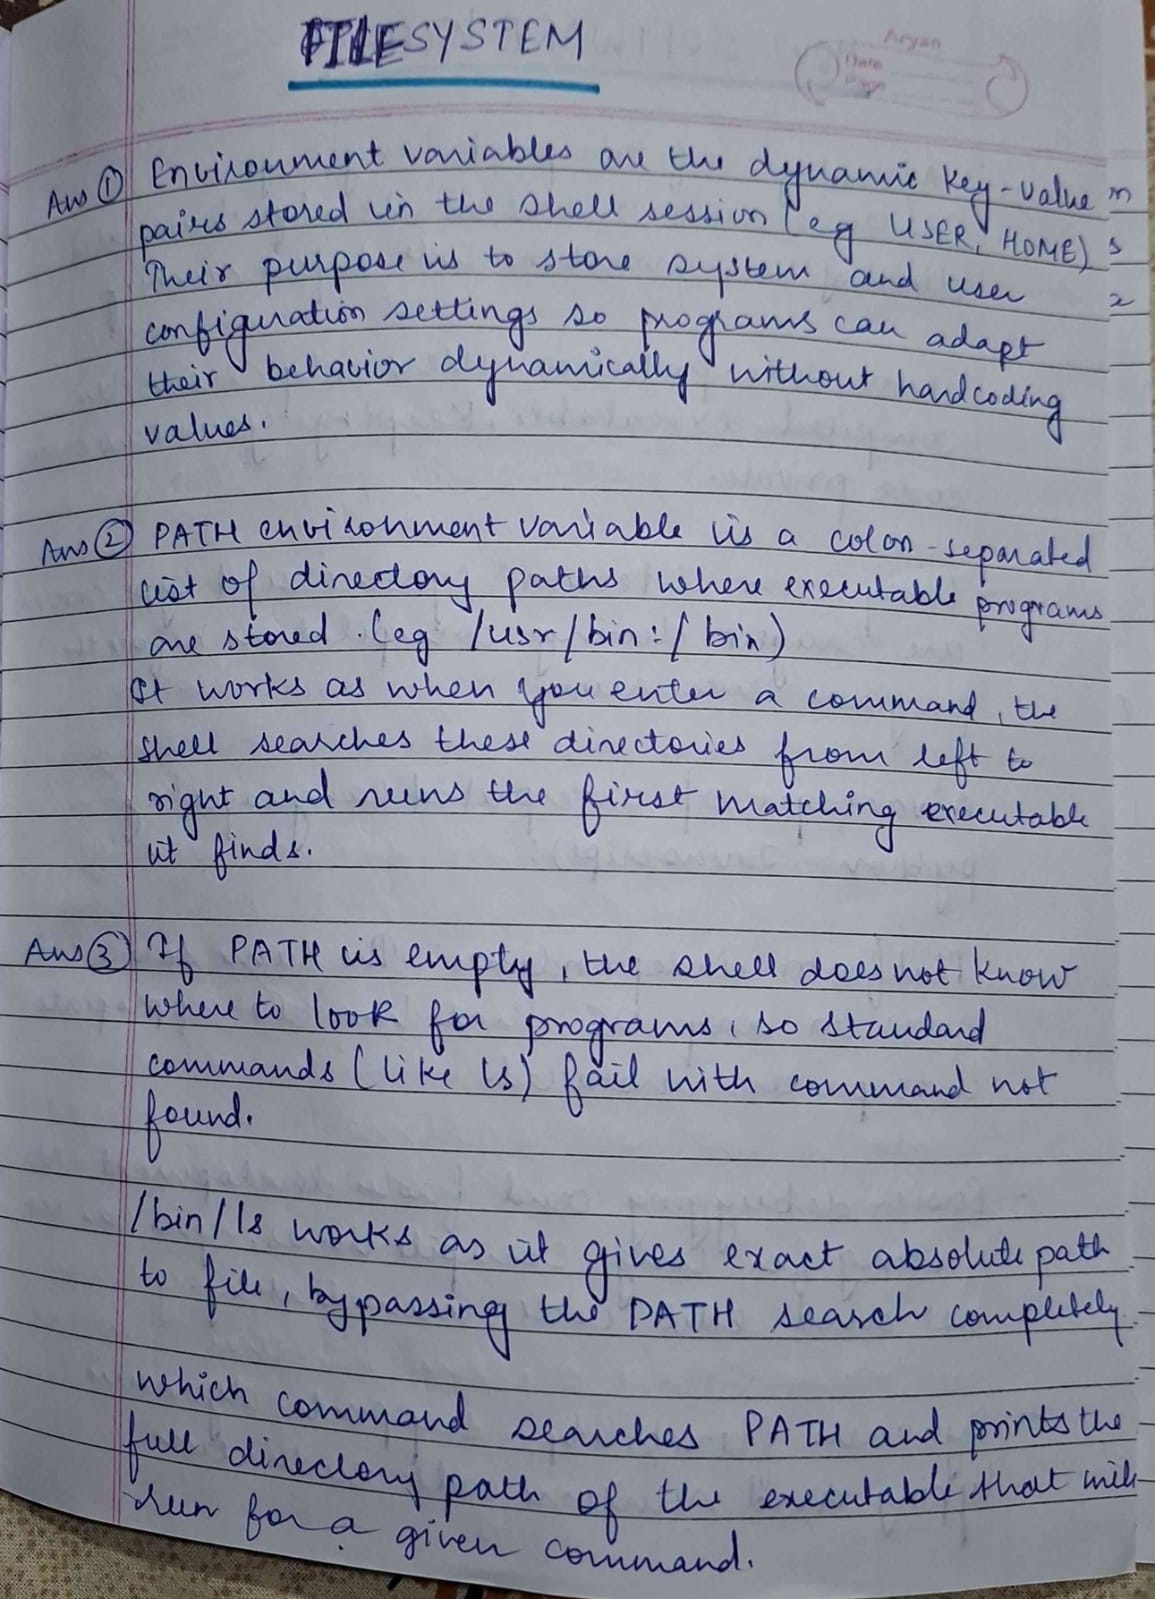 FILESYSTEM
Aryan
Date
Page
Ans ① Environment variables are the dynamic key-value
pairs stored in the shell session (eg USER, HOME)
Their purpose is to store system and user
configuration settings so programs can adapt
their behavior dynamically without hardcoding
values.
Ans ② PATH environment variable is a colon-separated
list of directory paths where executable programs
are stored. (eg /usr/bin:/bin)
It works as when you enter a command, the
shell searches these directories from left to
right and runs the first matching executable
it finds.
Ans ③ If PATH is empty, the shell does not know
where to look for programs, so standard
commands (like ls) fail with command not
found.
/bin/ls works as it gives exact absolute path
to file, bypassing the PATH search completely.
which command searches PATH and prints the
full directory path of the executable that will
run for a given command.